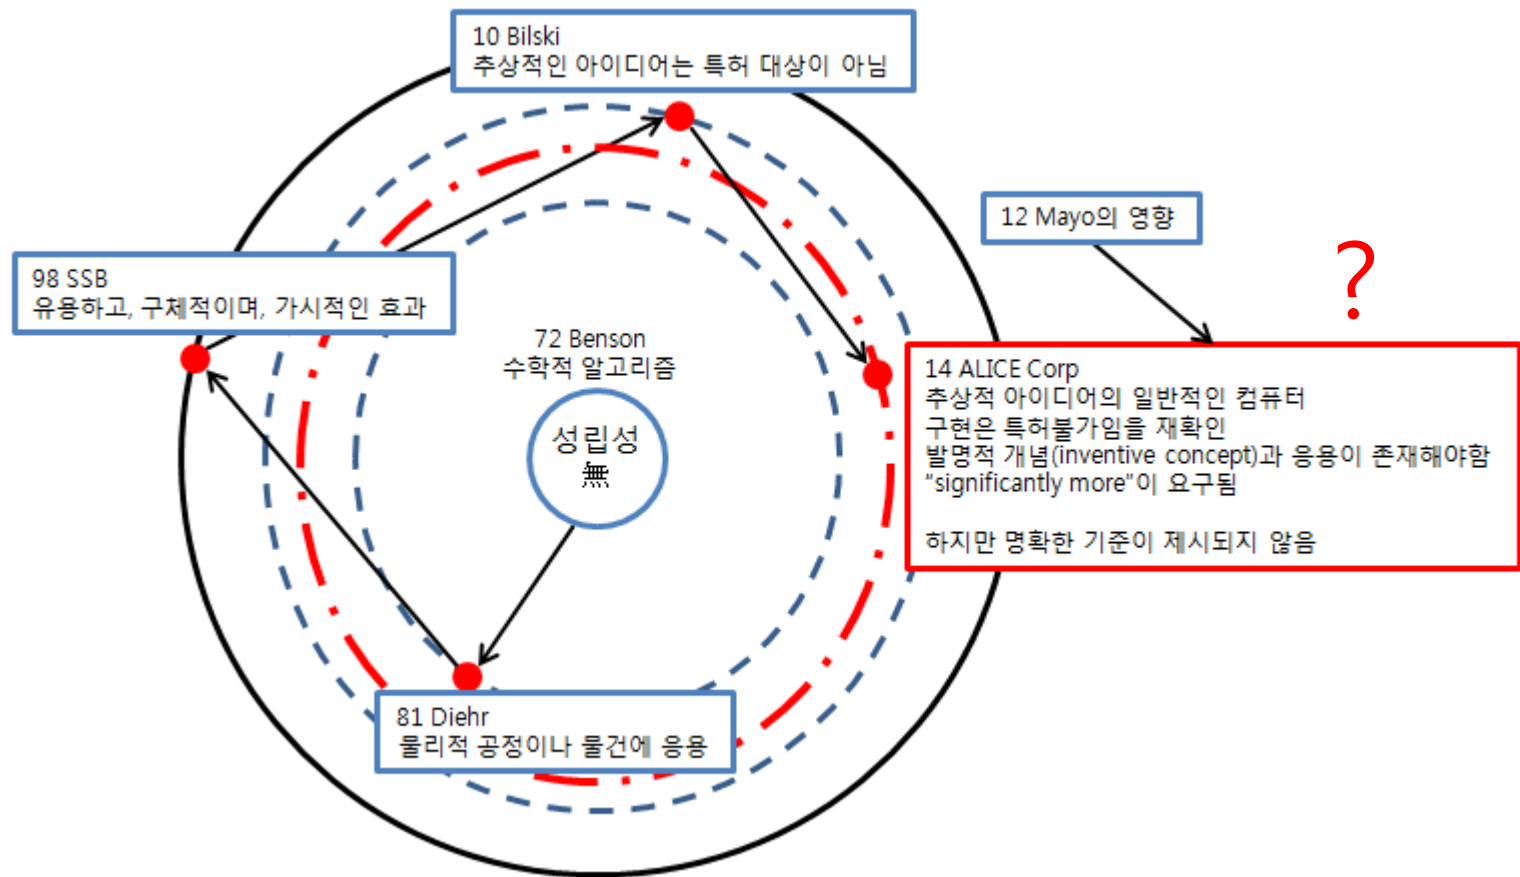 10 Bilski
추상적인 아이디어는 특허 대상이 아님
12 Mayo의 영향
?
98 SSB
유용하고, 구체적이며, 가시적인 효과
72 Benson
수학적 알고리즘
성립성
無
14 ALICE Corp
추상적 아이디어의 일반적인 컴퓨터
구현은 특허불가임을 재확인
발명적 개념(inventive concept)과 응용이 존재해야함
“significantly more”이 요구됨
하지만 명확한 기준이 제시되지 않음
81 Diehr
물리적 공정이나 물건에 응용